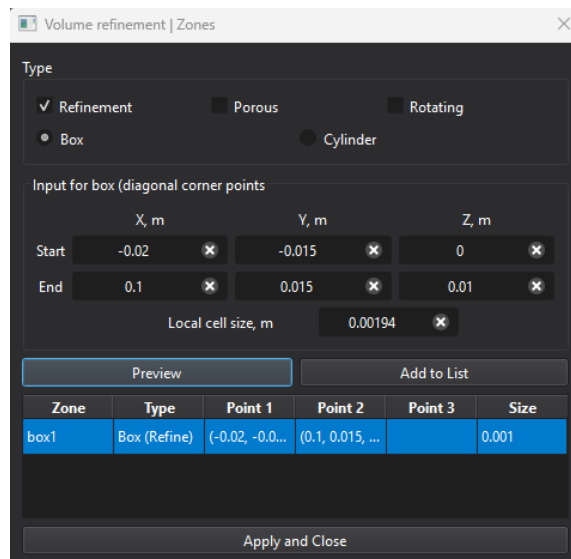 Volume refinement | Zones
Type
Refinement Porous Rotating
Box Cylinder
Input for box (diagonal corner points
X, m Y, m Z, m
Start -0.02 -0.015 0
End 0.1 0.015 0.01
Local cell size, m 0.00194
Preview Add to List
Zone Type Point 1 Point 2 Point 3 Size
box1 Box (Refine) (-0.02, -0.0... (0.1, 0.015, ... 0.001
Apply and Close